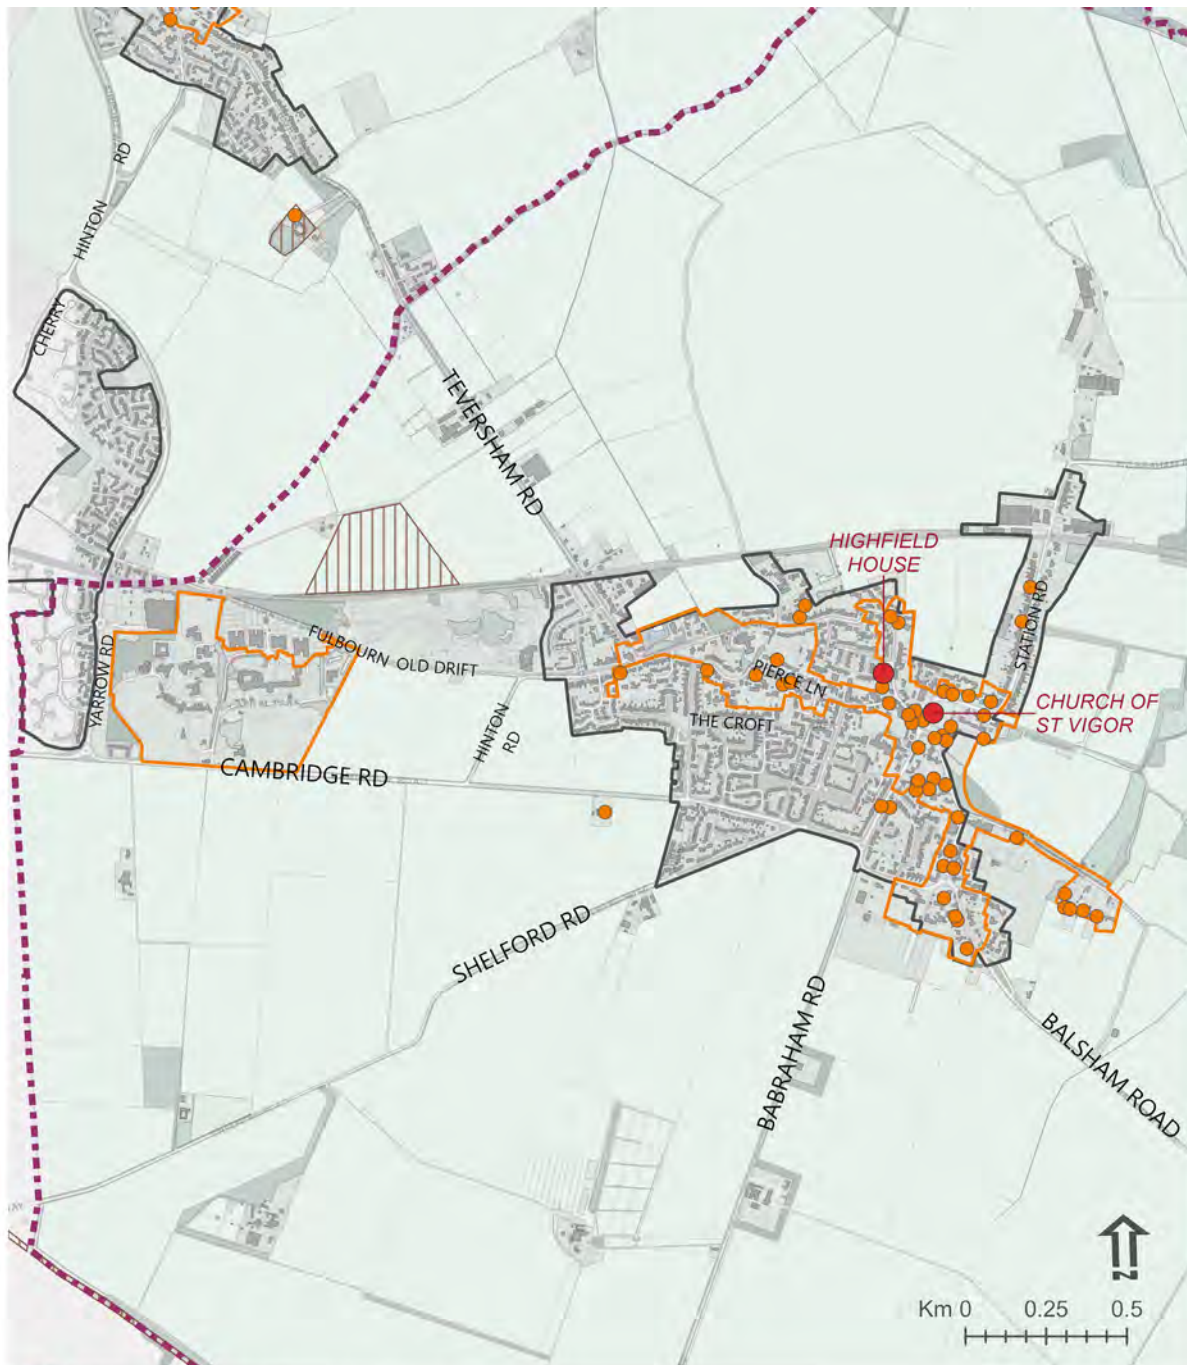 RD
HINTON
CHERRY
TEVERSHAM RD
HIGHFIELD
HOUSE
STATION RD
FULBOURN OLD DRIFT
YARROW RD
PIERCE LN
THE CROFT
CHURCH OF
ST VIGOR
HINTON
RD
CAMBRIDGE RD
SHELFORD RD
BABRAHAM RD
BALSHAM ROAD
N
Km 0 0.25 0.5